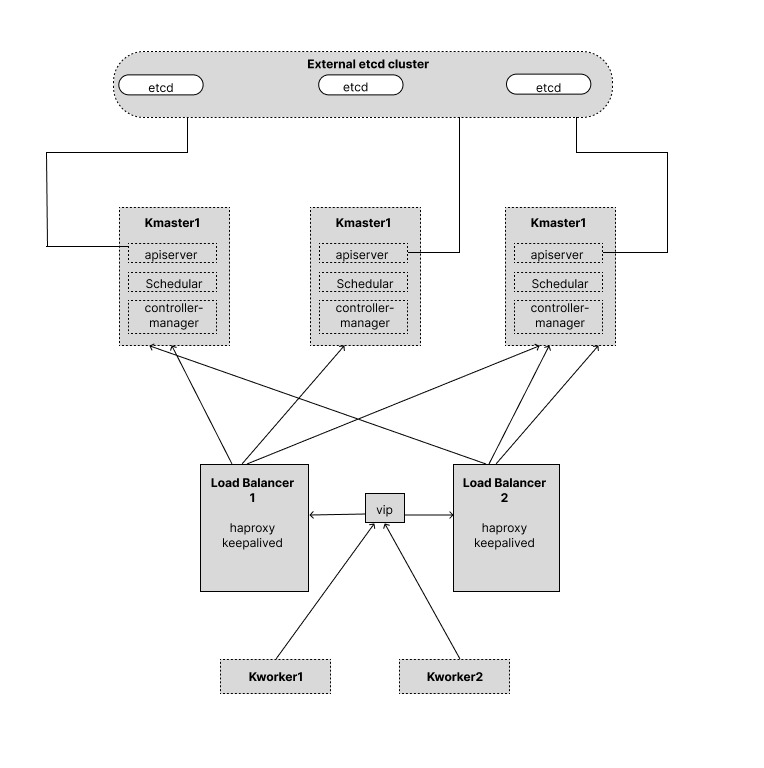 External etcd cluster
etcd
etcd
etcd
Kmaster1
apiserver
Schedular
controller-
manager
Kmaster1
apiserver
Schedular
controller-
manager
Kmaster1
apiserver
Schedular
controller-
manager
Load Balancer
1
haproxy
keepalived
vip
Load Balancer
2
haproxy
keepalived
Kworker1
Kworker2